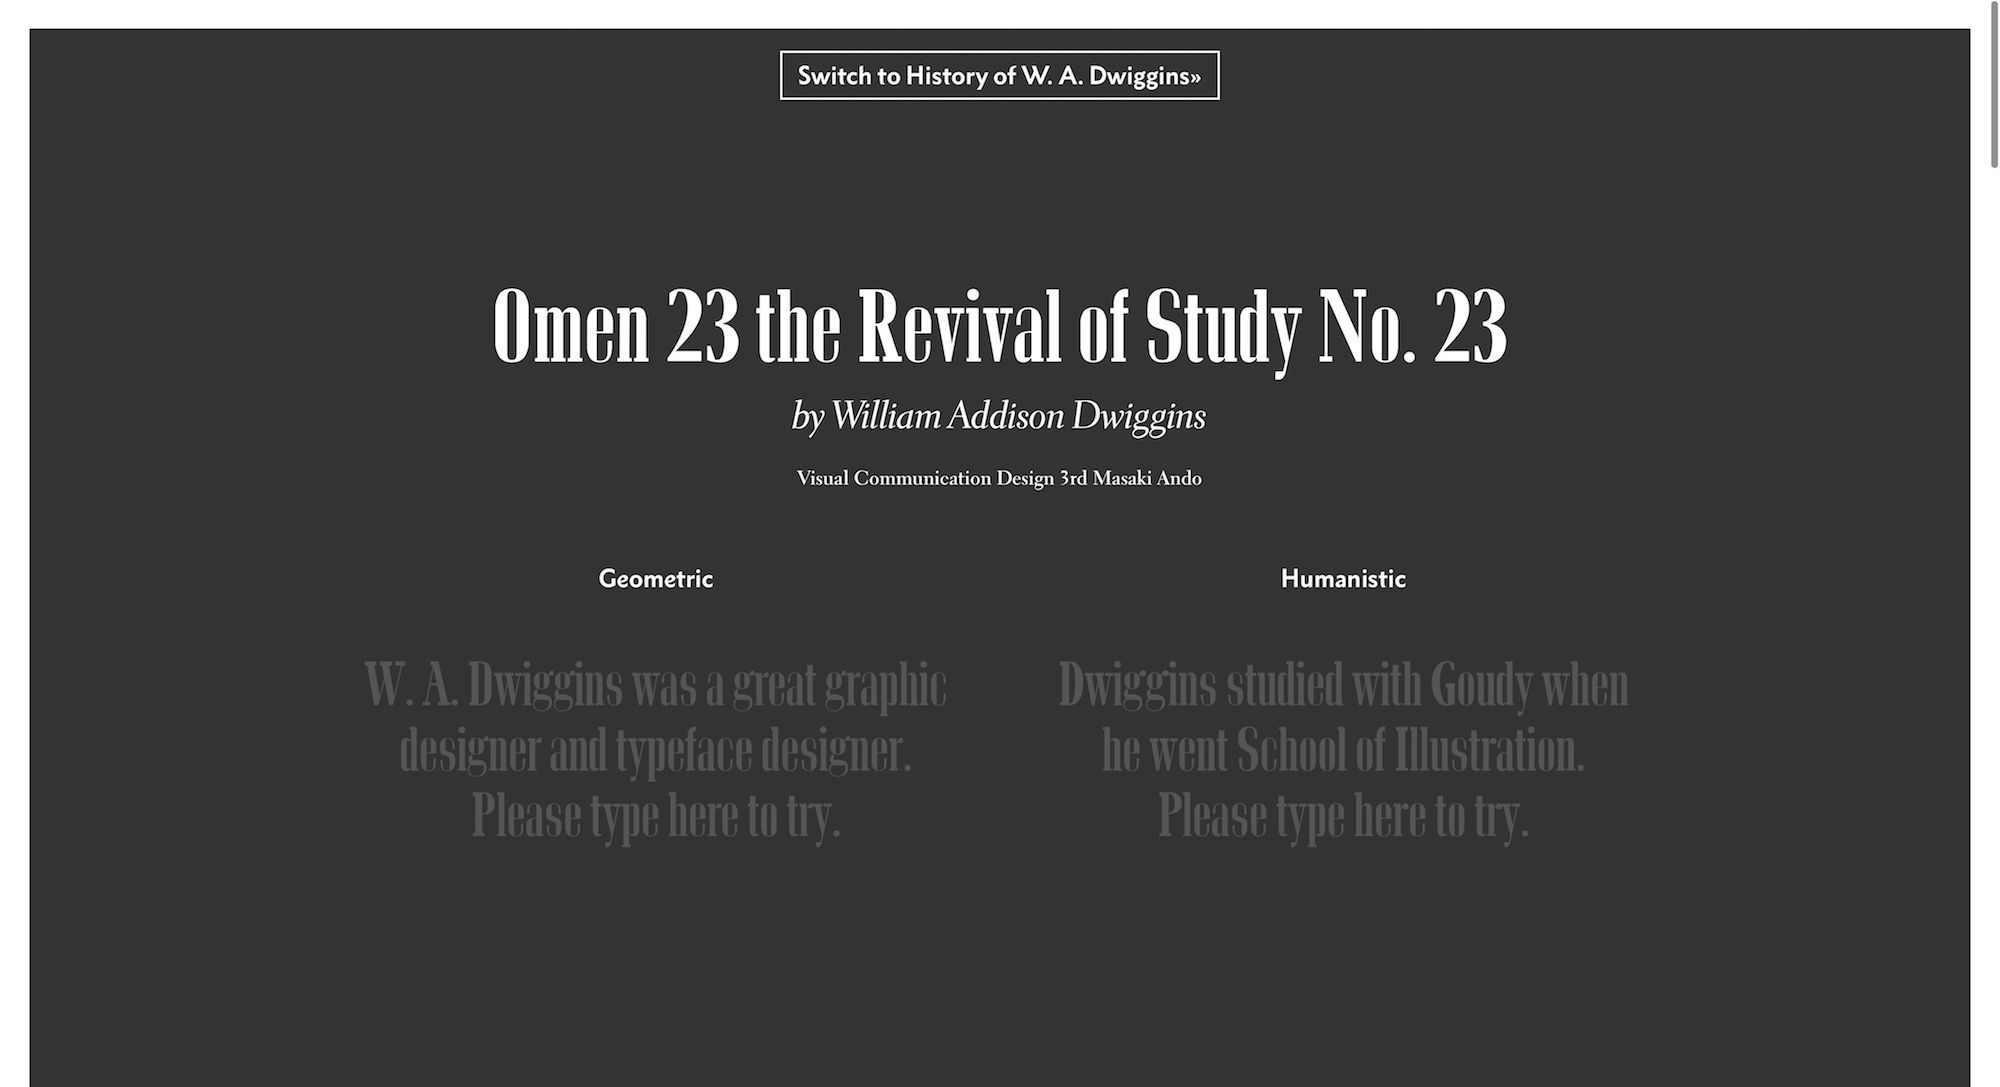 Switch to History of W. A. Dwiggins»
Omen 23 the Revival of Study No. 23
by William Addison Dwiggins
Visual Communication Design 3rd Masaki Ando
Geometric
W. A. Dwiggins was a great graphic
designer and typeface designer.
Please type here to try.
Humanistic
Dwiggins studied with Goudy when
he went School of Illustration.
Please type here to try.